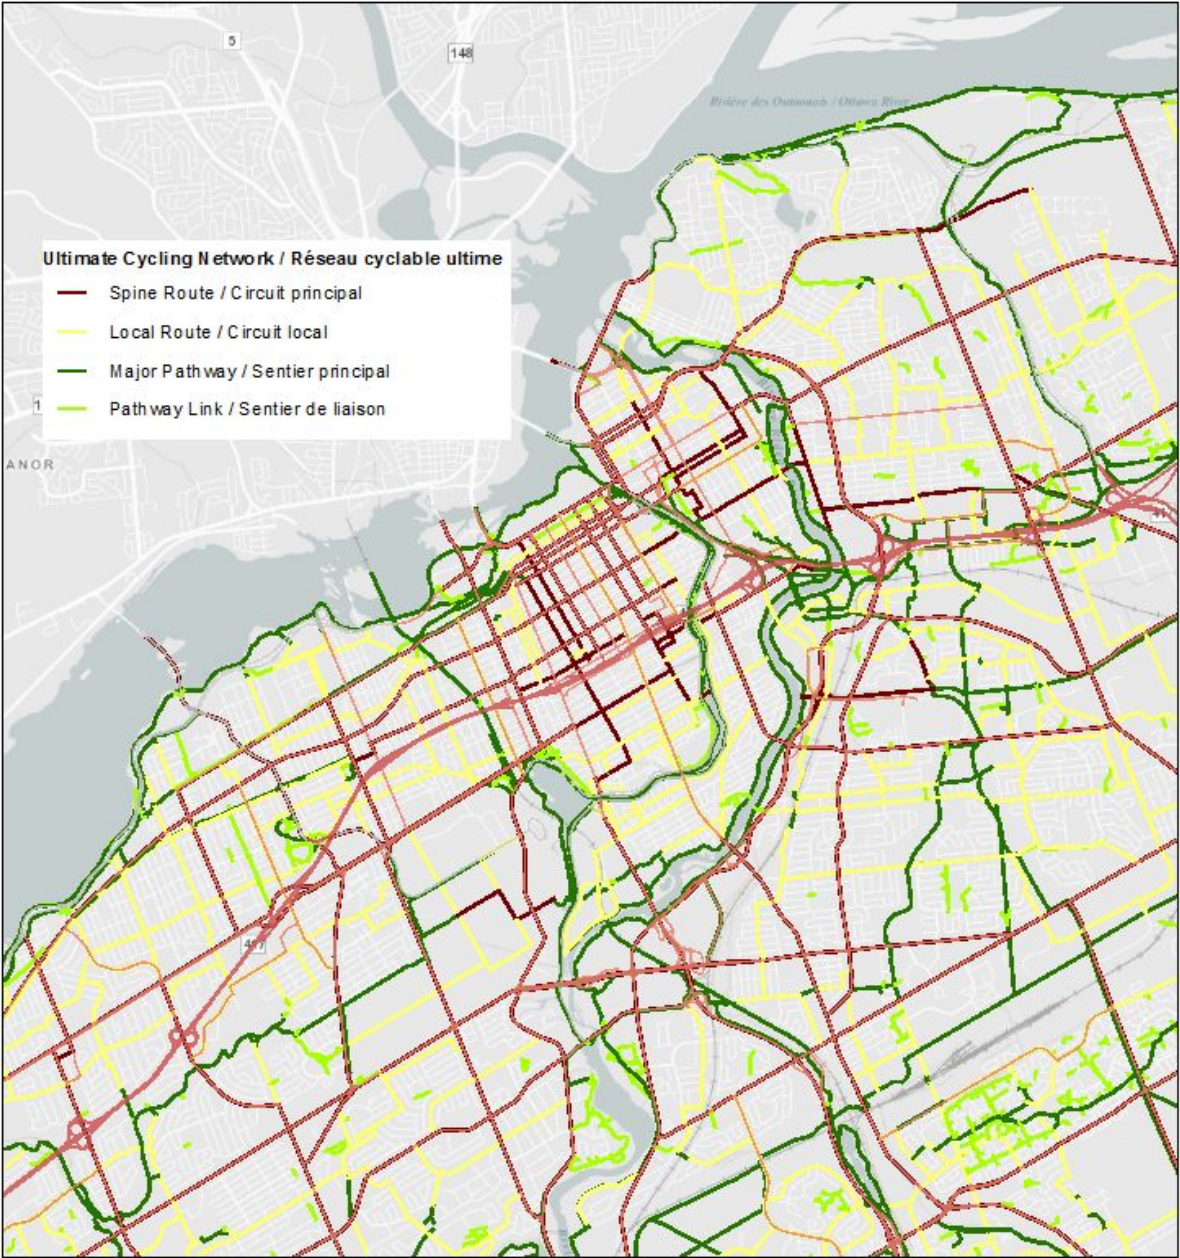 5
148
Rivière des Outaouais / Ottawa River
Ultimate Cycling Network / Réseau cyclable ultime
Spine Route / Circuit principal
Local Route / Circuit local
Major Pathway / Sentier principal
Pathway Link / Sentier de liaison
1
ANOR
417